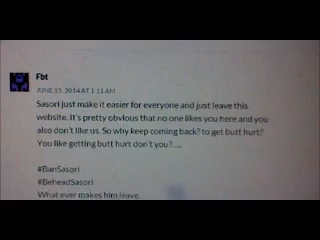 Fbt
JUNE 13, 2014 AT 1:11 AM
Sasori just make it easier for everyone and just leave this
website. It's pretty obvious that no one likes you here and you
also don't like us. So why keep coming back? to get butt hurt?
You like getting butt hurt don't you?.....
#BanSasori
#BeheadSasori
What ever makes him leave